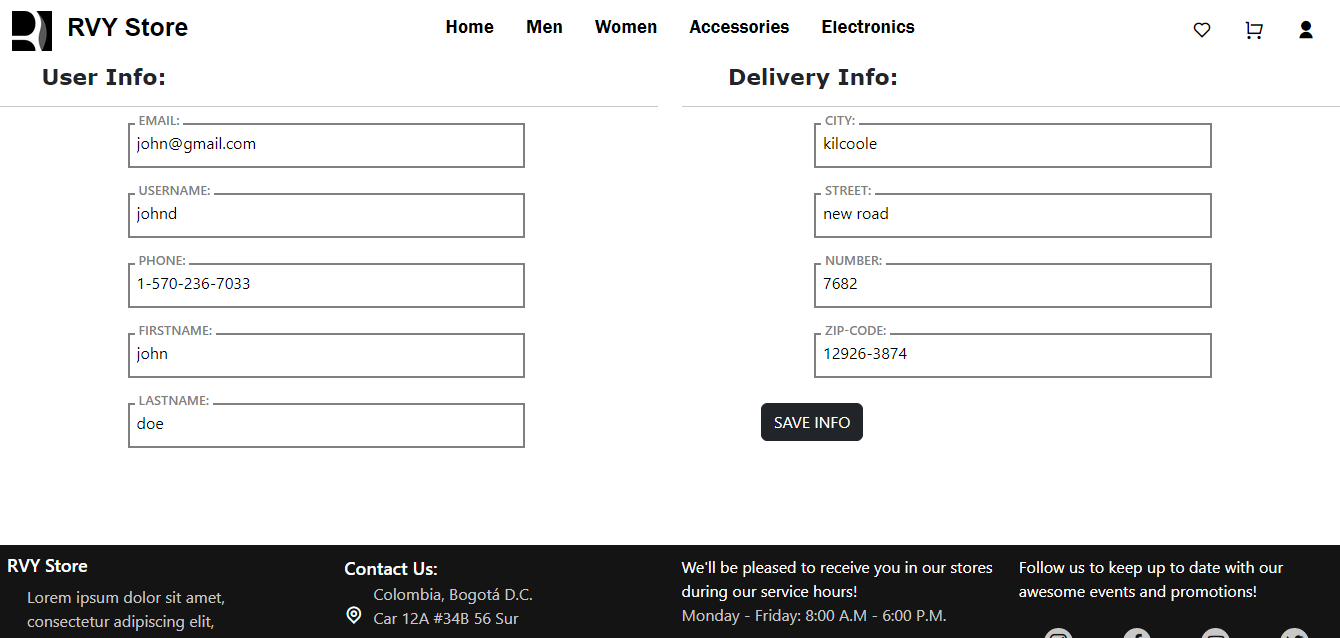 RVY Store
Home Men Women Accessories Electronics
User Info:
EMAIL:
john@gmail.com
USERNAME:
johnd
PHONE:
1-570-236-7033
FIRSTNAME:
john
LASTNAME:
doe
Delivery Info:
CITY:
kilcoole
STREET:
new road
NUMBER:
7682
ZIP-CODE:
12926-3874
SAVE INFO
RVY Store
Lorem ipsum dolor sit amet,
consectetur adipiscing elit,
Contact Us:
Colombia, Bogotá D.C.
Car 12A #34B 56 Sur
We'll be pleased to receive you in our stores
during our service hours!
Monday - Friday: 8:00 A.M - 6:00 P.M.
Follow us to keep up to date with our
awesome events and promotions!